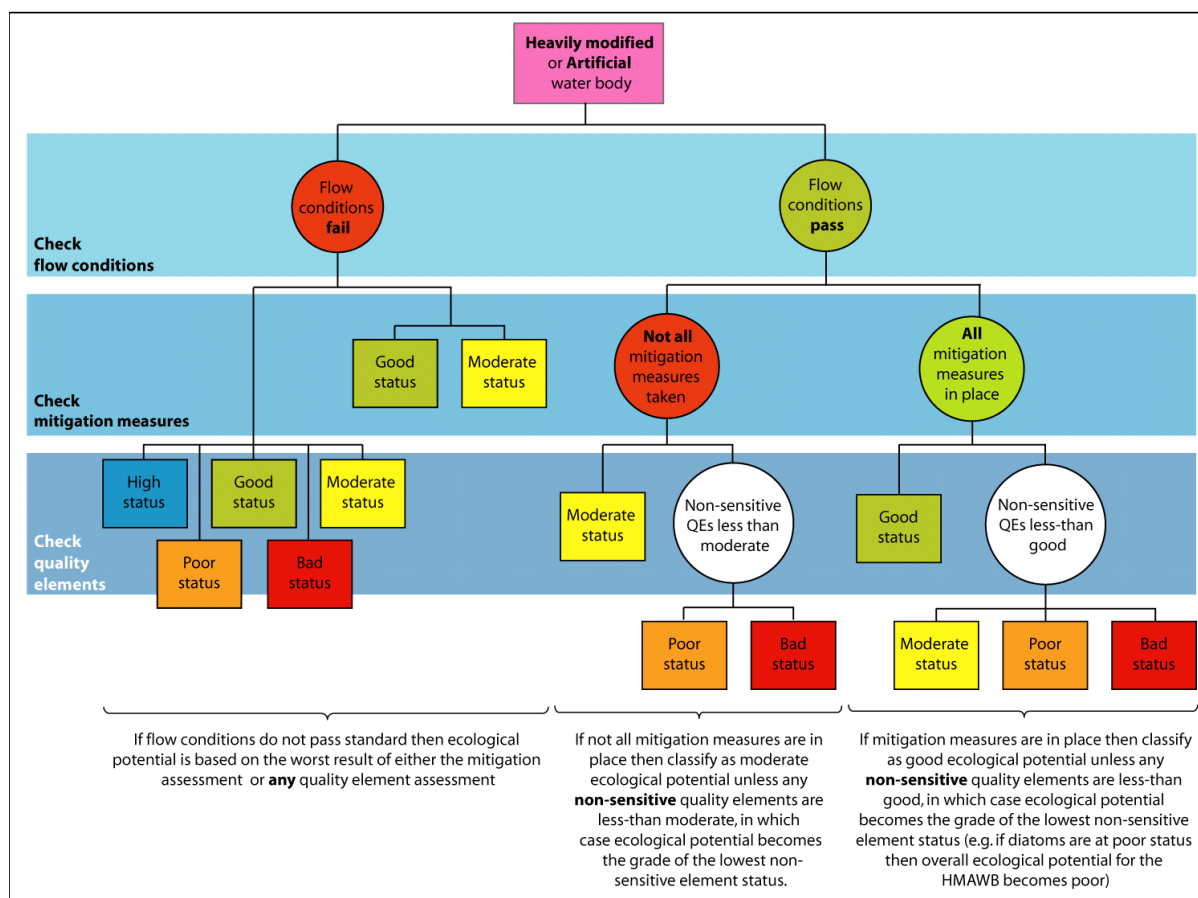 Heavily modified
or Artificial
water body
Flow
conditions
fail
Flow
conditions
pass
Check
flow conditions
Good
status
Moderate
status
Not all
mitigation
measures
taken
All
mitigation
measures
in place
Check
mitigation measures
High
status
Good
status
Moderate
status
Poor
status
Bad
status
Moderate
status
Non-sensitive
QEs less than
moderate
Good
status
Non-sensitive
QEs less-than
good
Check
quality
elements
Poor
status
Bad
status
Moderate
status
Poor
status
Bad
status
If flow conditions do not pass standard then ecological
potential is based on the worst result of either the mitigation
assessment or any quality element assessment
If not all mitigation measures are in
place then classify as moderate
ecological potential unless any
non-sensitive quality elements are
less-than moderate, in which
case ecological potential becomes
the grade of the lowest non-
sensitive element status.
If mitigation measures are in place then classify
as good ecological potential unless any
non-sensitive quality elements are less-than
good, in which case ecological potential
becomes the grade of the lowest non-sensitive
element status (e.g. if diatoms are at poor status
then overall ecological potential for the
HMAWB becomes poor)